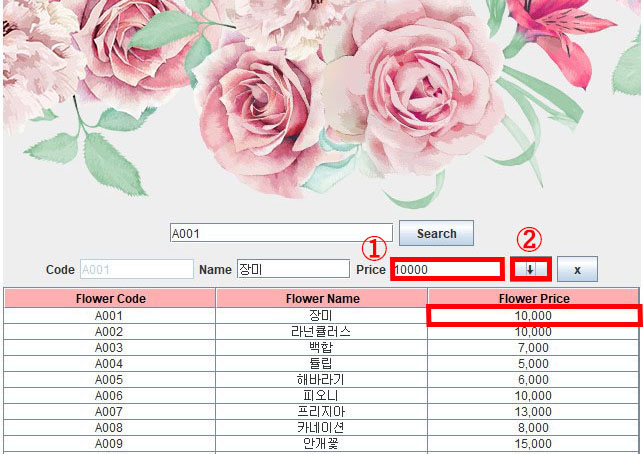 A001 Search
① ②
Code A001 Name 장미 Price 10000 ↓ x
Flower Code Flower Name Flower Price
A001 장미 10,000
A002 라넌큘러스 10,000
A003 백합 7,000
A004 튤립 5,000
A005 해바라기 6,000
A006 피오니 10,000
A007 프리지아 13,000
A008 카네이션 8,000
A009 안개꽃 15,000